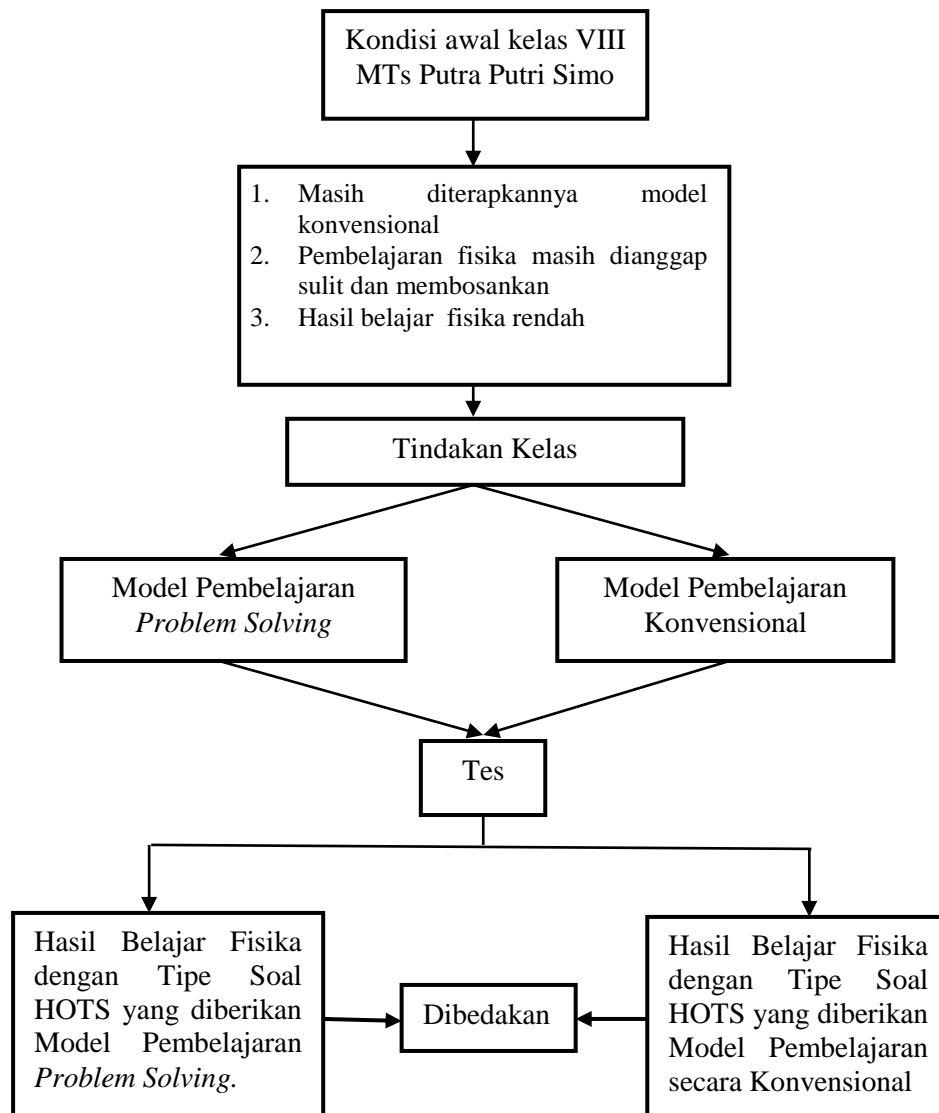 Kondisi awal kelas VIII
MTs Putra Putri Simo
1. Masih diterapkannya model
konvensional
2. Pembelajaran fisika masih dianggap
sulit dan membosankan
3. Hasil belajar fisika rendah
Tindakan Kelas
Model Pembelajaran
Problem Solving
Model Pembelajaran
Konvensional
Tes
Hasil Belajar Fisika
dengan Tipe Soal
HOTS yang diberikan
Model Pembelajaran
Problem Solving.
Dibedakan
Hasil Belajar Fisika
dengan Tipe Soal
HOTS yang diberikan
Model Pembelajaran
secara Konvensional